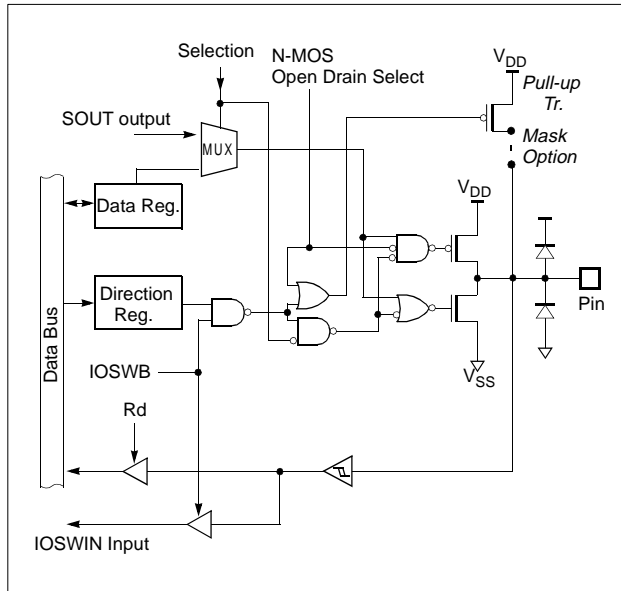 Selection
N-MOS
Open Drain Select
VDD
Pull-up
Tr.
SOUT output
MUX
Mask
Option
VDD
Data Reg.
Direction
Reg.
Pin
Data Bus
IOSWB
VSS
Rd
IOSWIN Input